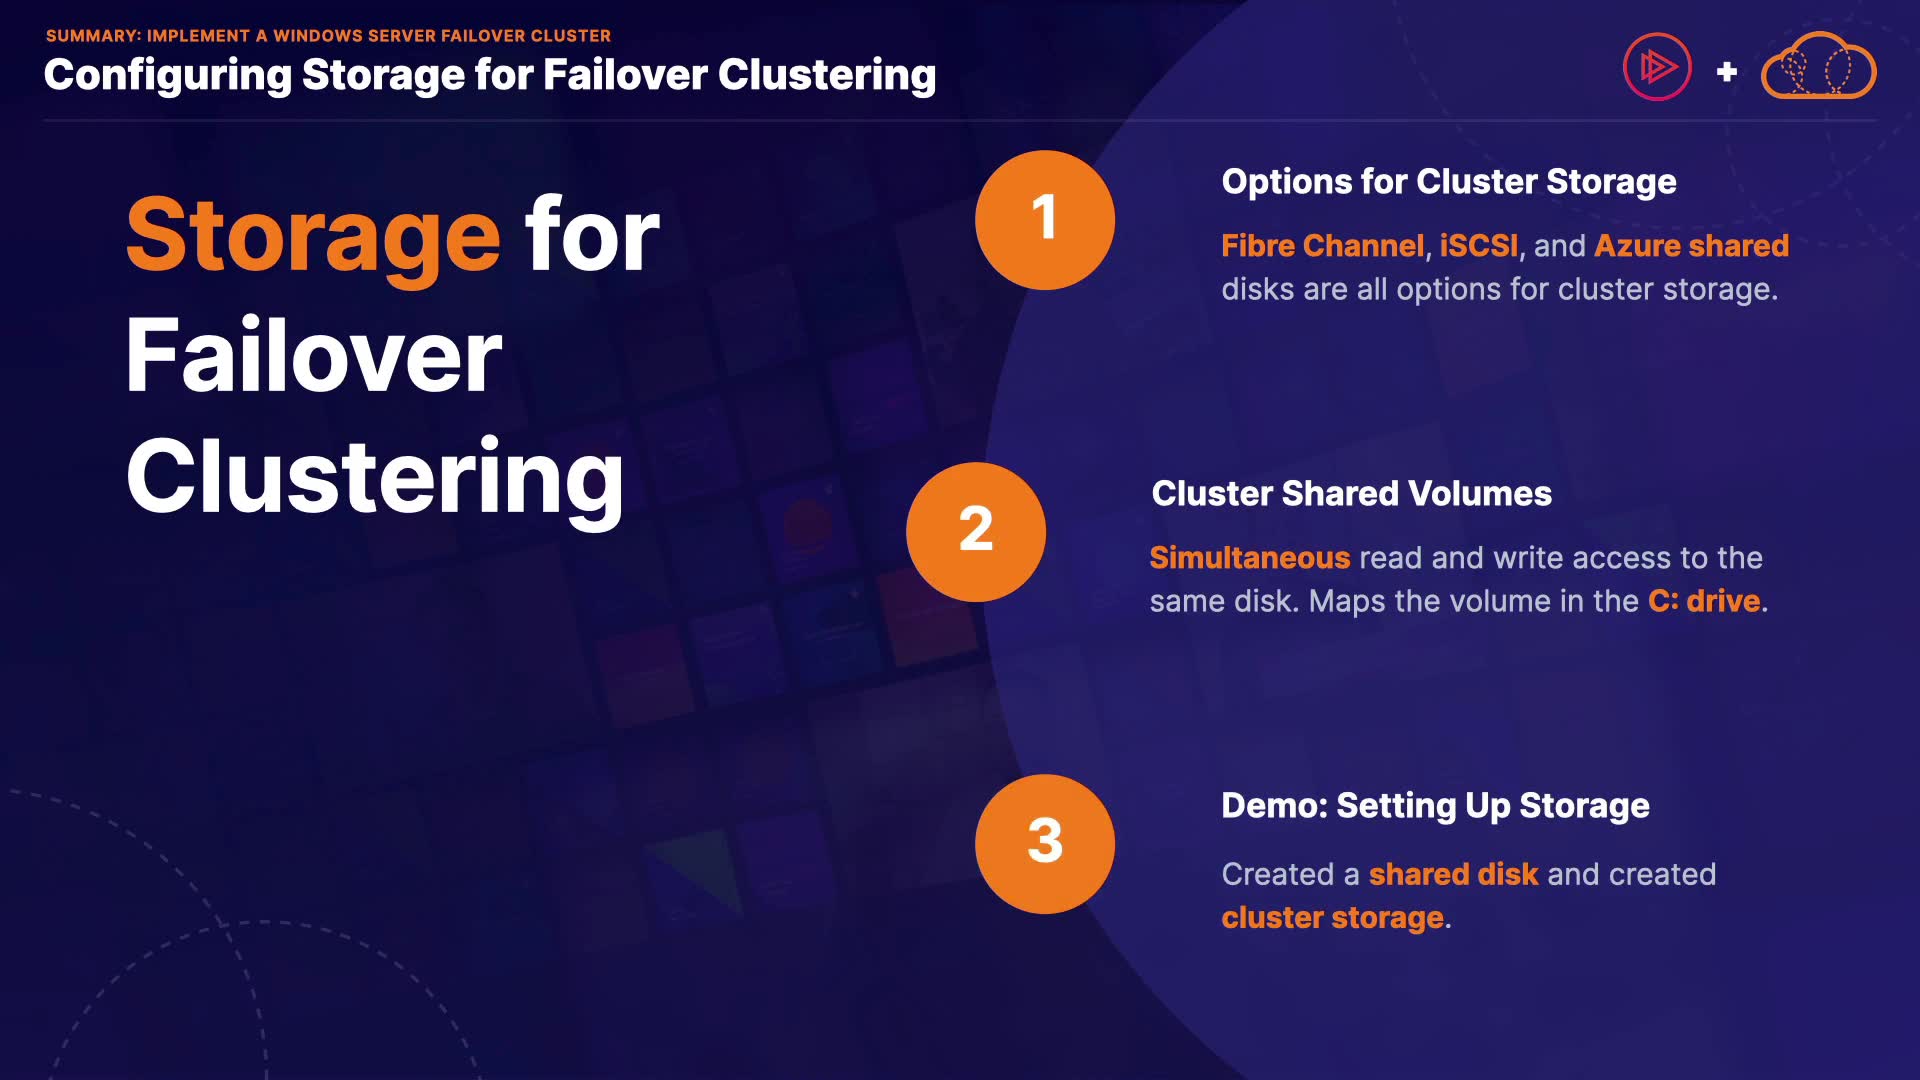 SUMMARY: IMPLEMENT A WINDOWS SERVER FAILOVER CLUSTER
Configuring Storage for Failover Clustering
+
Storage for
Failover
Clustering
1
Options for Cluster Storage
Fibre Channel, iSCSI, and Azure shared
disks are all options for cluster storage.
2
Cluster Shared Volumes
Simultaneous read and write access to the
same disk. Maps the volume in the C: drive.
3
Demo: Setting Up Storage
Created a shared disk and created
cluster storage.